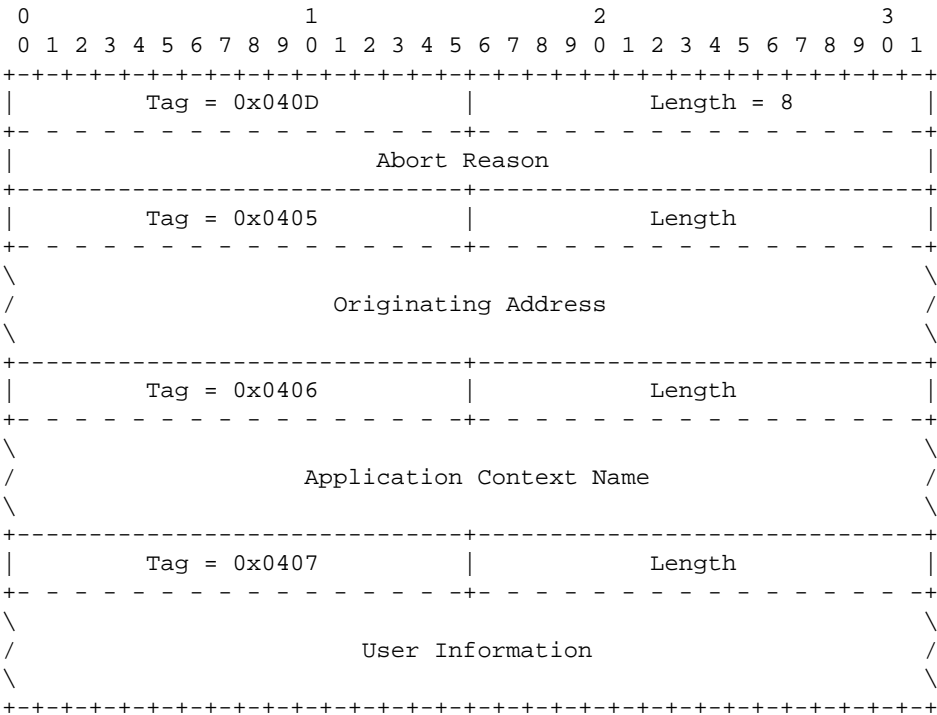 0                   1                   2                   3
 0 1 2 3 4 5 6 7 8 9 0 1 2 3 4 5 6 7 8 9 0 1 2 3 4 5 6 7 8 9 0 1
+-+-+-+-+-+-+-+-+-+-+-+-+-+-+-+-+-+-+-+-+-+-+-+-+-+-+-+-+-+-+-+-+
|         Tag = 0x040D          |            Length = 8         |
+- - - - - - - - - - - - - - - -+- - - - - - - - - - - - - - - -+
|                         Abort Reason                          |
+-------------------------------+-------------------------------+
|         Tag = 0x0405          |            Length             |
+- - - - - - - - - - - - - - - -+- - - - - - - - - - - - - - - -+
\                                                               \
/                      Originating Address                      /
\                                                               \
+-------------------------------+-------------------------------+
|         Tag = 0x0406          |            Length             |
+- - - - - - - - - - - - - - - -+- - - - - - - - - - - - - - - -+
\                                                               \
/                    Application Context Name                   /
\                                                               \
+-------------------------------+-------------------------------+
|         Tag = 0x0407          |            Length             |
+- - - - - - - - - - - - - - - -+- - - - - - - - - - - - - - - -+
\                                                               \
/                        User Information                       /
\                                                               \
+-+-+-+-+-+-+-+-+-+-+-+-+-+-+-+-+-+-+-+-+-+-+-+-+-+-+-+-+-+-+-+-+